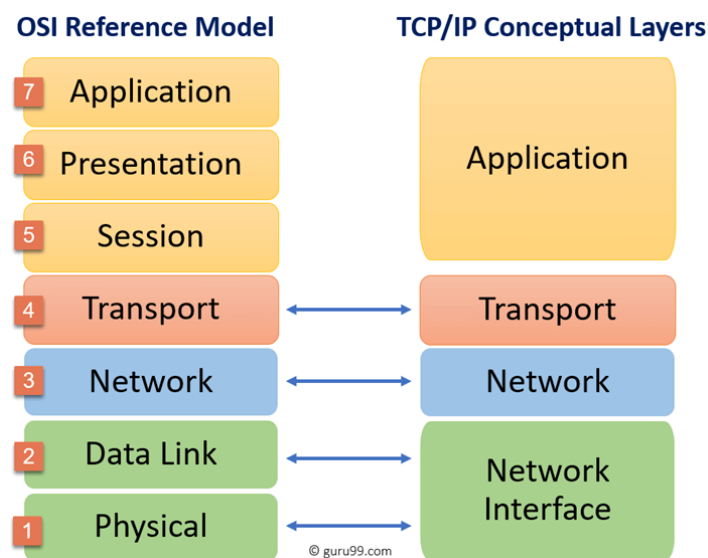 OSI Reference Model
TCP/IP Conceptual Layers
7
Application
6
Presentation
5
Session
4
Transport
3
Network
2
Data Link
1
Physical
Application
Transport
Network
Network
Interface
© guru99.com